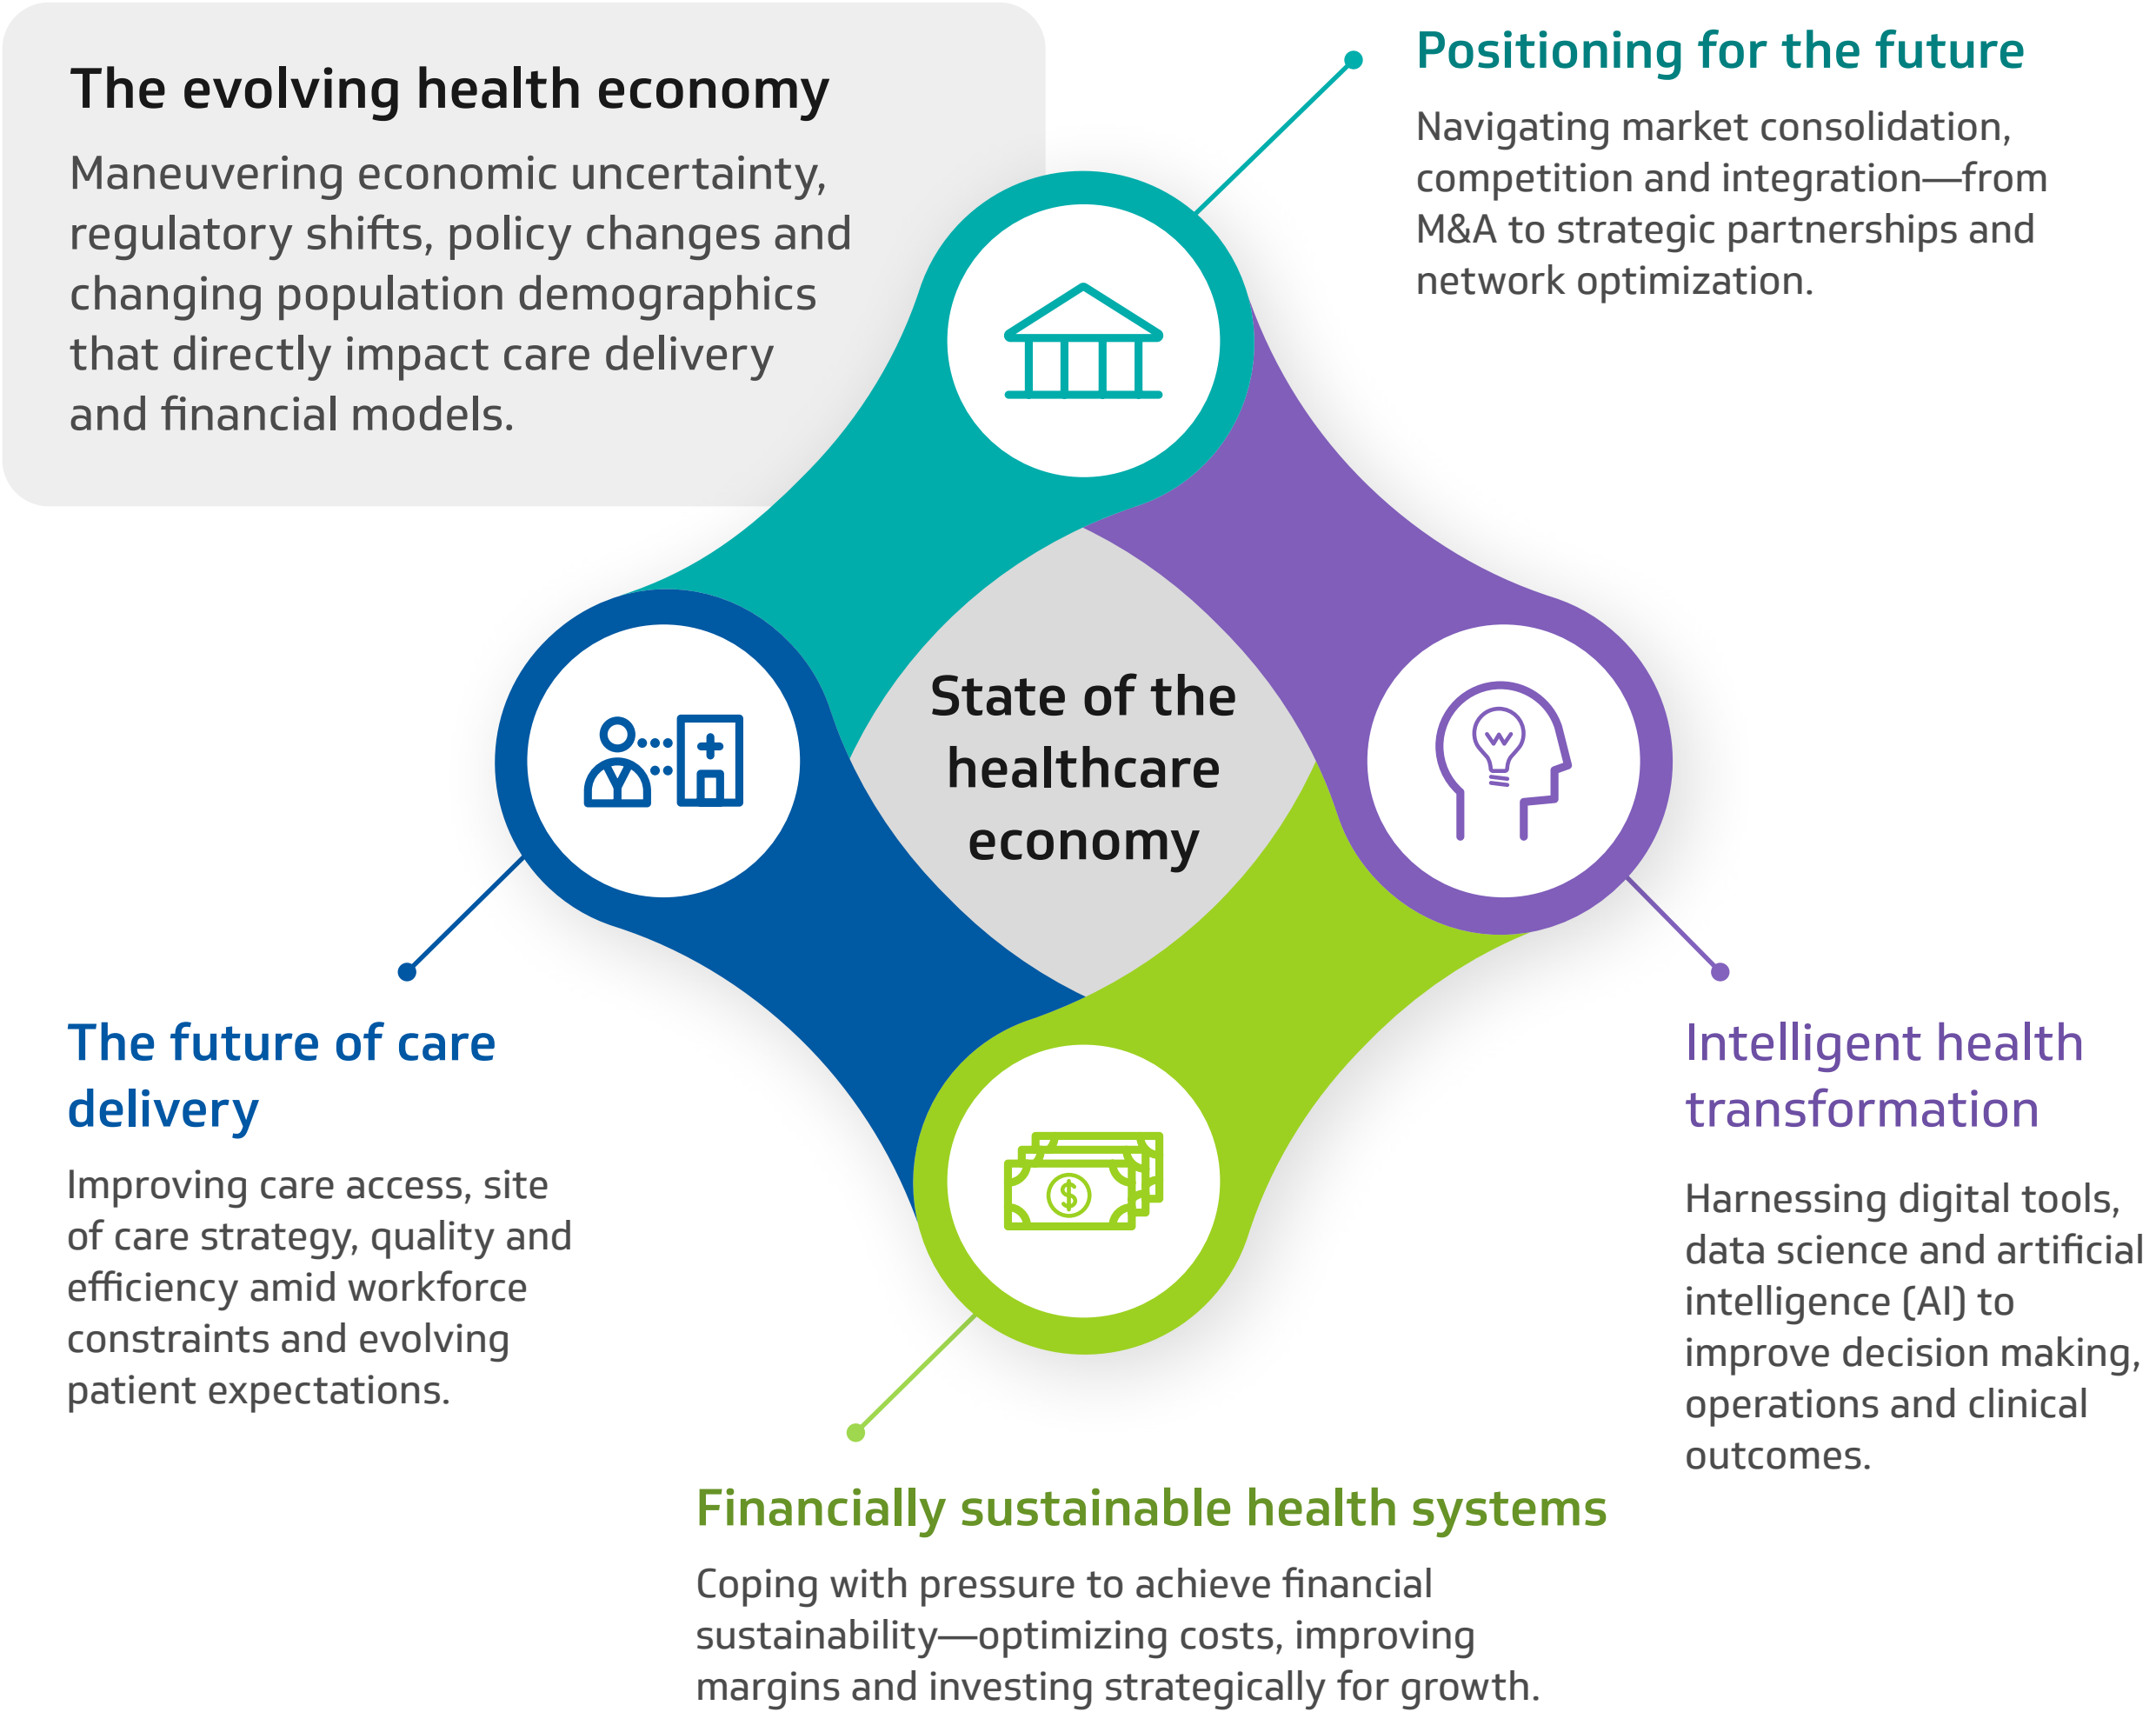 The evolving health economy
Maneuvering economic uncertainty,
regulatory shifts, policy changes and
changing population demographics
that directly impact care delivery
and financial models.
Positioning for the future
Navigating market consolidation,
competition and integration—from
M&A to strategic partnerships and
network optimization.
State of the
healthcare
economy
The future of care
delivery
Improving care access, site
of care strategy, quality and
efficiency amid workforce
constraints and evolving
patient expectations.
Intelligent health
transformation
Harnessing digital tools,
data science and artificial
intelligence (AI) to
improve decision making,
operations and clinical
outcomes.
$
Financially sustainable health systems
Coping with pressure to achieve financial
sustainability—optimizing costs, improving
margins and investing strategically for growth.